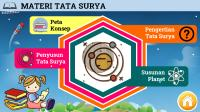 MATERI TATA SURYA
Peta
Konsep
Pengertian
Tata Surya
?
Penyusun
Tata Surya
Susunan
Planet